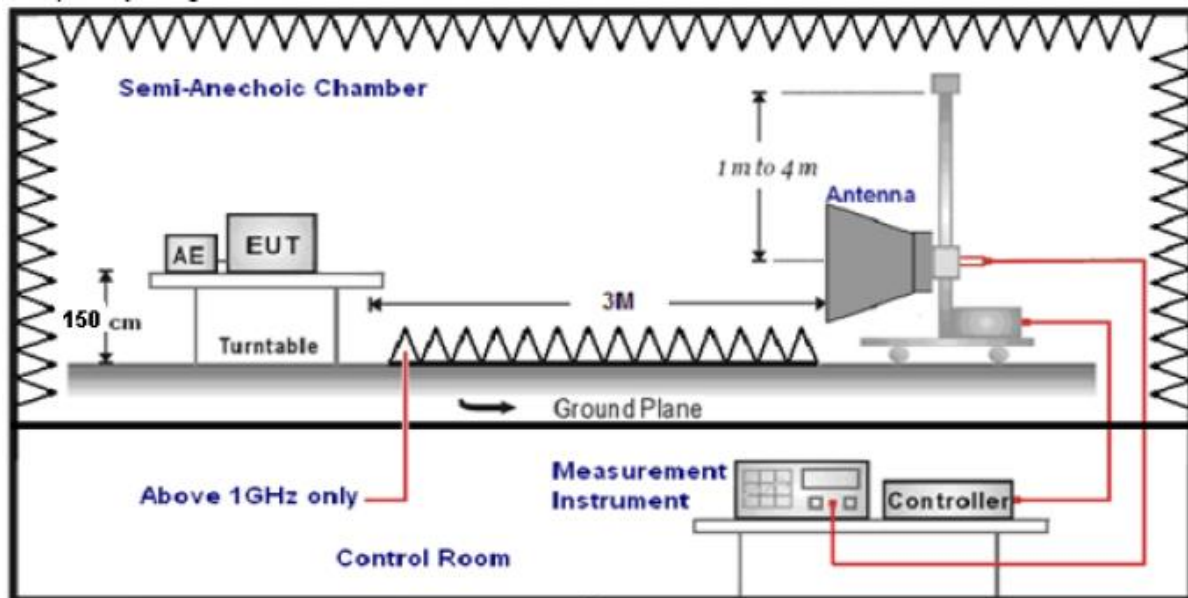 Semi-Anechoic Chamber
1 m to 4 m
Antenna
AE
EUT
3M
150 cm
Turntable
Ground Plane
Above 1GHz only
Measurement
Instrument
Controller
Control Room